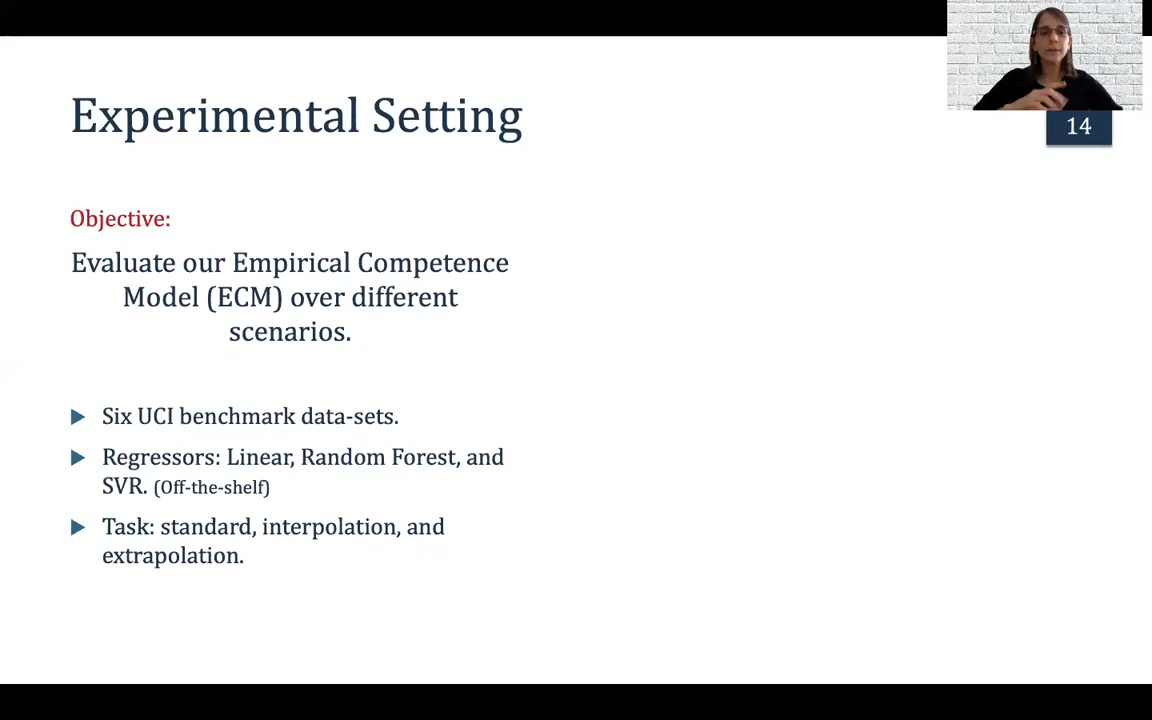 Experimental Setting
14
Objective:
Evaluate our Empirical Competence
Model (ECM) over different
scenarios.
Six UCI benchmark data-sets.
Regressors: Linear, Random Forest, and
SVR. (Off-the-shelf)
Task: standard, interpolation, and
extrapolation.